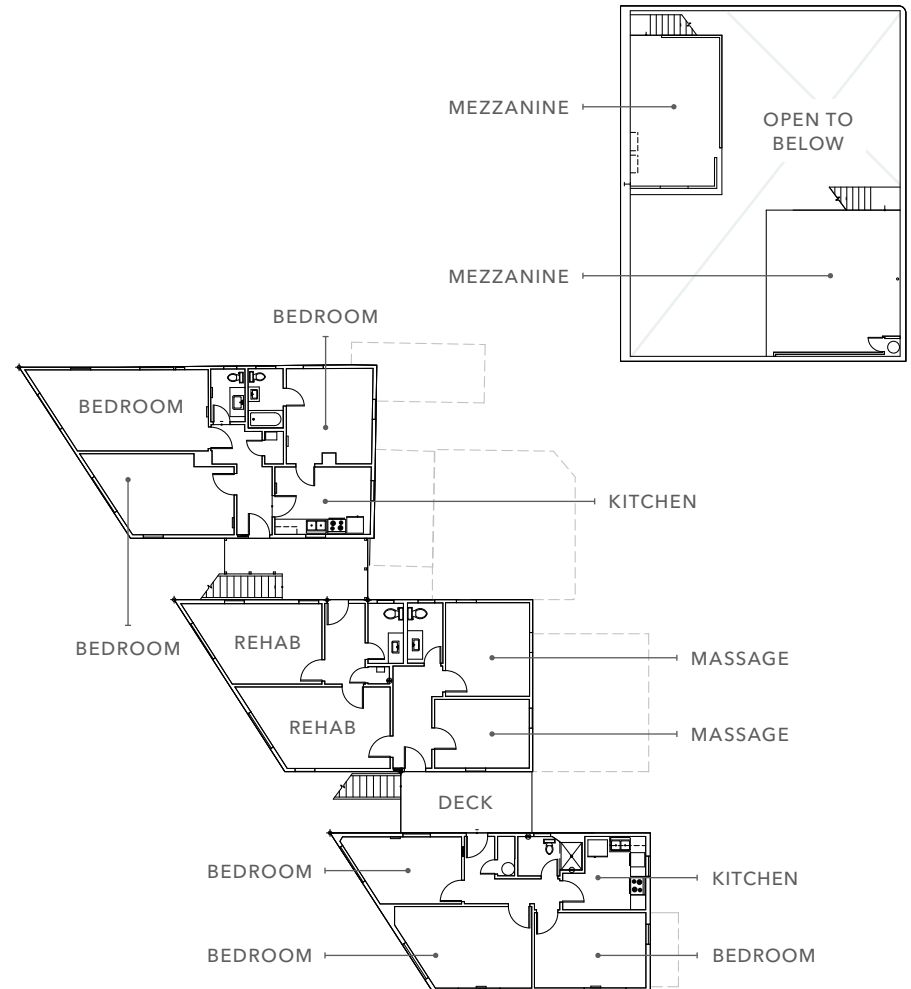 MEZZANINE
OPEN TO
BELOW
MEZZANINE
BEDROOM
BEDROOM
KITCHEN
BEDROOM
REHAB
MASSAGE
REHAB
MASSAGE
DECK
BEDROOM
KITCHEN
BEDROOM
BEDROOM